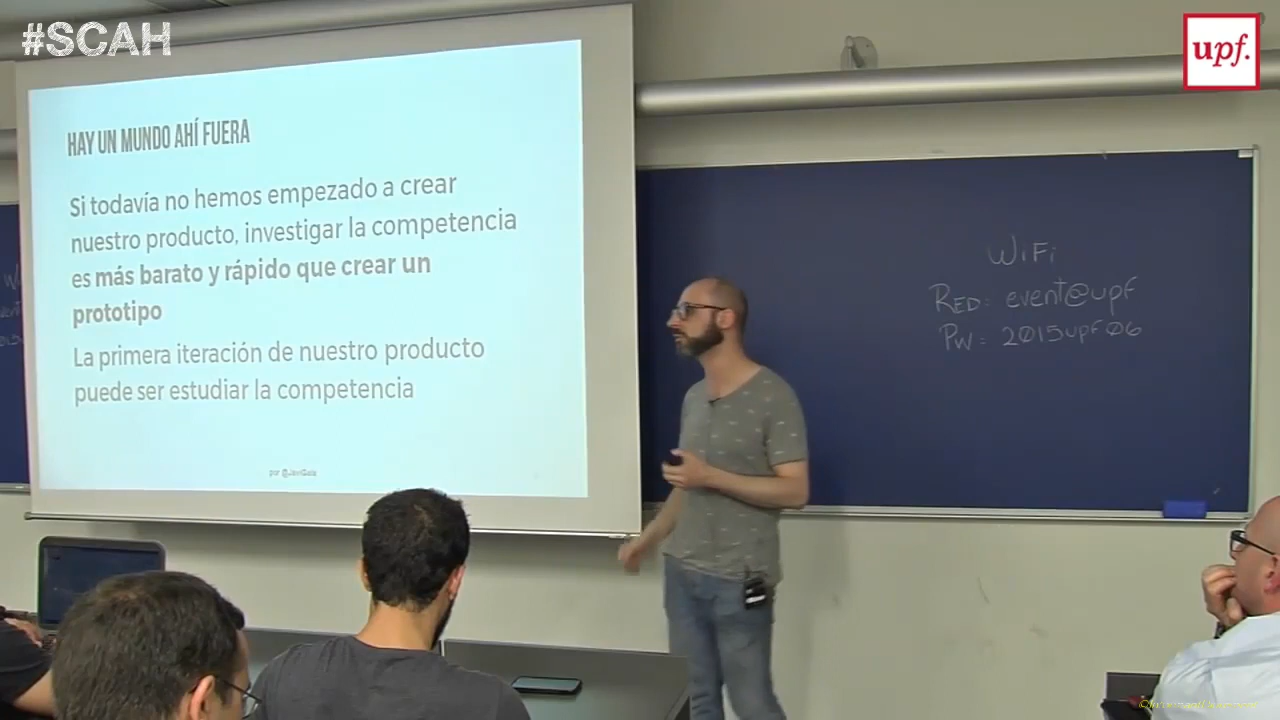 #SCAH
upf.
HAY UN MUNDO AHÍ FUERA
Si todavía no hemos empezado a crear
nuestro producto, investigar la competencia
es más barato y rápido que crear un
prototipo
La primera iteración de nuestro producto
puede ser estudiar la competencia
por
WiFi
RED: event@upf
PW: 2015upf06